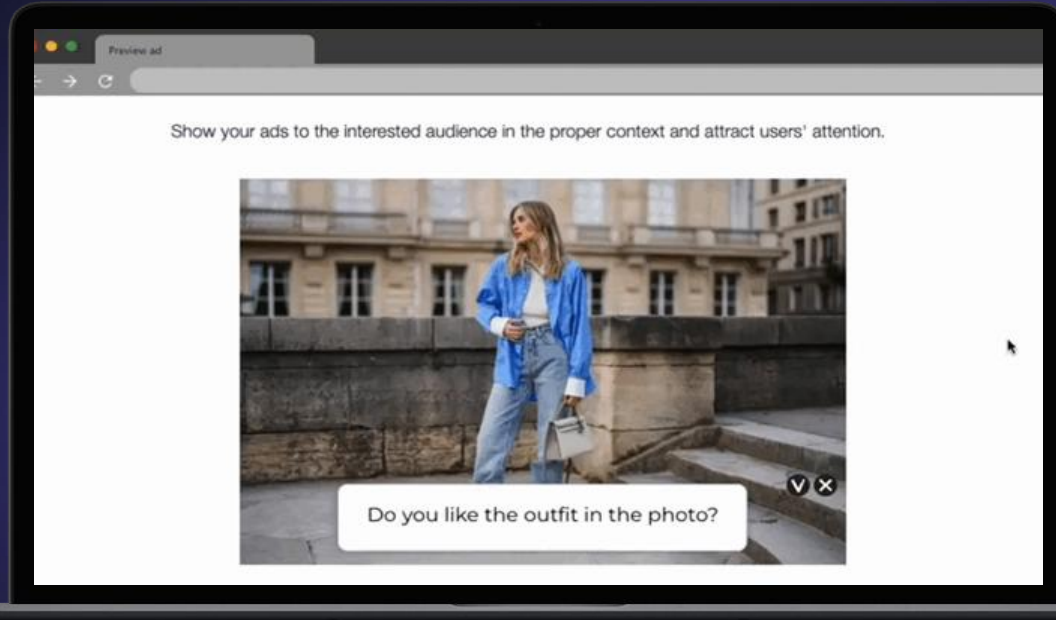 Preview ad
Show your ads to the interested audience in the proper context and attract users' attention.
Do you like the outfit in the photo?